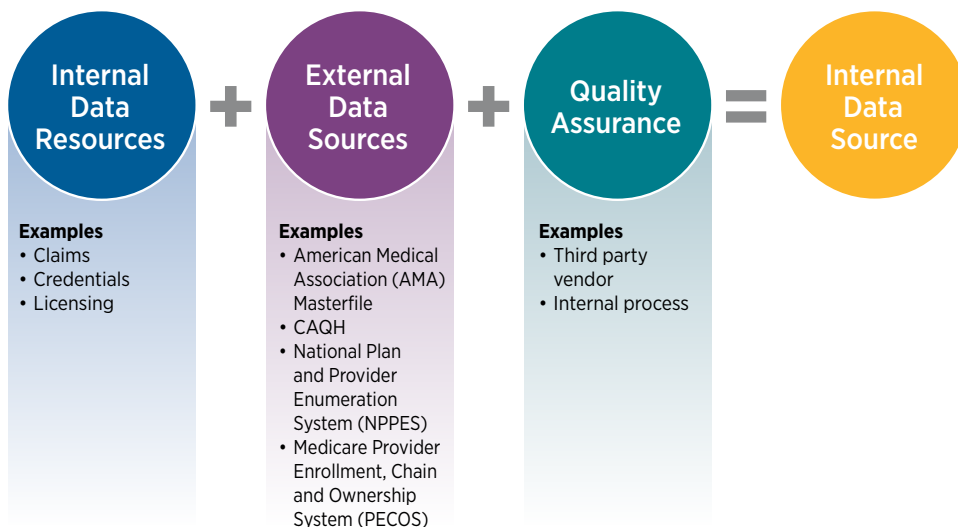 Internal
Data
Resources
+
External
Data
Sources
+
Quality
Assurance
=
Internal
Data
Source
Examples
• Claims
• Credentials
• Licensing
Examples
• American Medical
Association (AMA)
Masterfile
• CAQH
• National Plan
and Provider
Enumeration
System (NPPES)
• Medicare Provider
Enrollment, Chain
and Ownership
System (PECOS)
Examples
• Third party
vendor
• Internal process